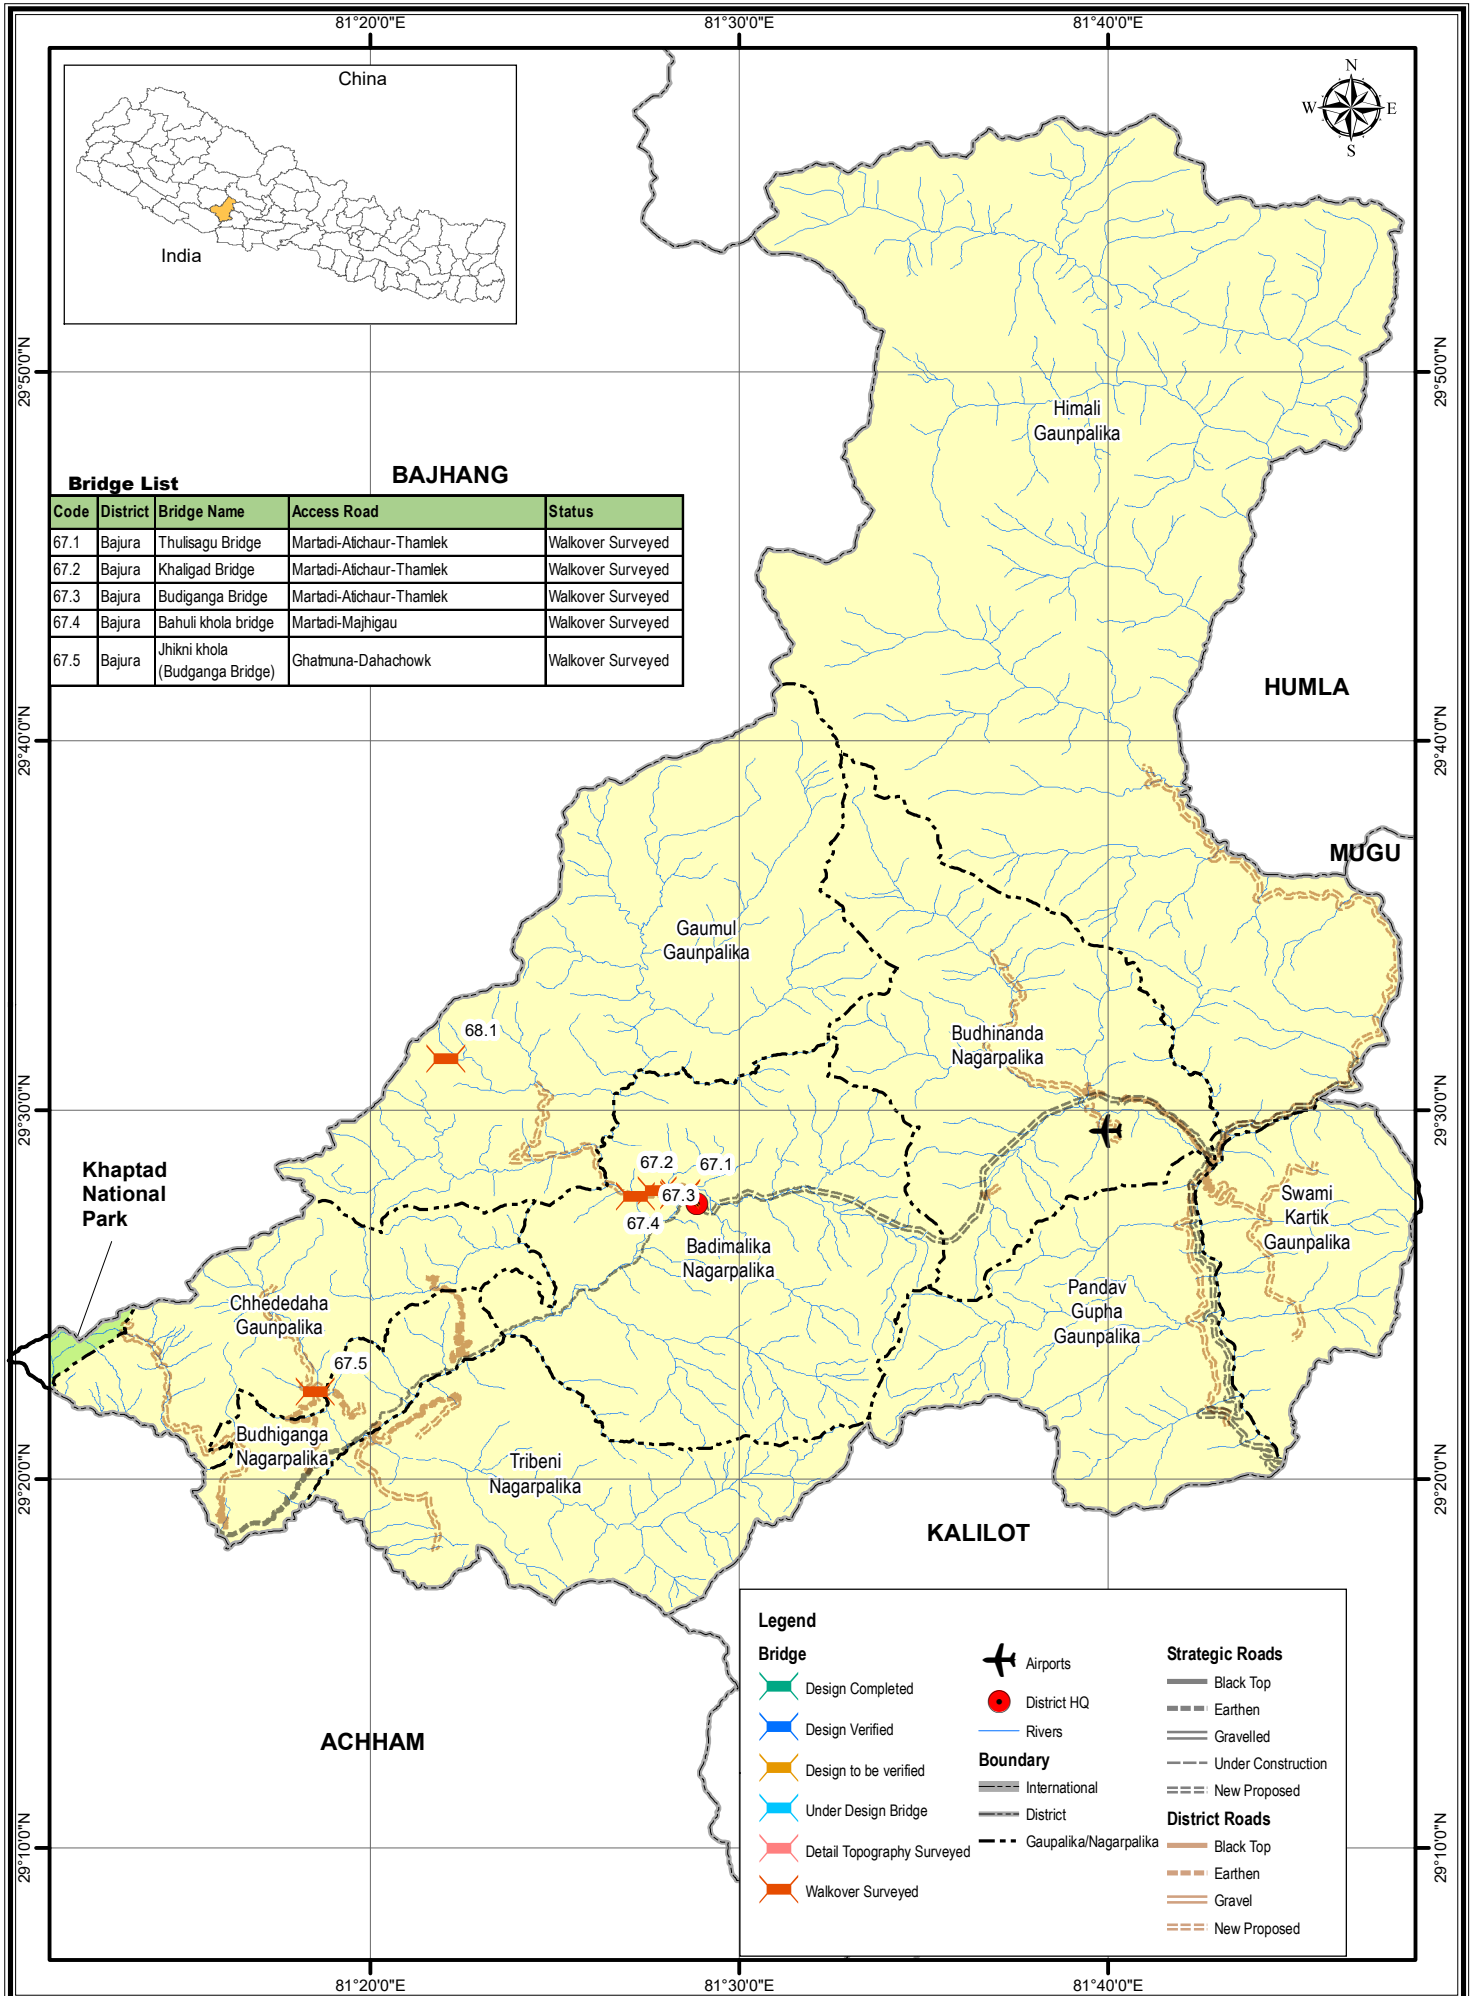 81°20'0"E
81°30'0"E
81°40'0"E
China
India
N
W
E
S
29°50'0"N
29°50'0"N
Himali
Gaunpalika
BAJHANG
Bridge List
Code District Bridge Name Access Road Status
67.1 Bajura Thulisagu Bridge Martadi-Atichaur-Thamlek Walkover Surveyed
67.2 Bajura Khaligad Bridge Martadi-Atichaur-Thamlek Walkover Surveyed
67.3 Bajura Budiganga Bridge Martadi-Atichaur-Thamlek Walkover Surveyed
67.4 Bajura Bahuli khola bridge Martadi-Majhigau Walkover Surveyed
67.5 Bajura Jhikni khola
(Budganga Bridge) Ghatmuna-Dahachowk Walkover Surveyed
HUMLA
29°40'0"N
29°40'0"N
MUGU
Gaumul
Gaunpalika
68.1
Budhinanda
Nagarpalika
29°30'0"N
29°30'0"N
Khaptad
National
Park
67.2
67.1
67.3
67.4
Badimalika
Nagarpalika
Swami
Kartik
Gaunpalika
Chhededaha
Gaunpalika
Pandav
Gupha
Gaunpalika
67.5
Budhiganga
Nagarpalika
Tribeni
Nagarpalika
29°20'0"N
29°20'0"N
KALILOT
ACHHAM
Legend
Bridge
Design Completed
Design Verified
Design to be verified
Under Design Bridge
Detail Topography Surveyed
Walkover Surveyed
Airports
District HQ
Rivers
Boundary
International
District
Gaupalika/Nagarpalika
Strategic Roads
Black Top
Earthen
Gravelled
Under Construction
New Proposed
District Roads
Black Top
Earthen
Gravel
New Proposed
29°10'0"N
29°10'0"N
81°20'0"E
81°30'0"E
81°40'0"E